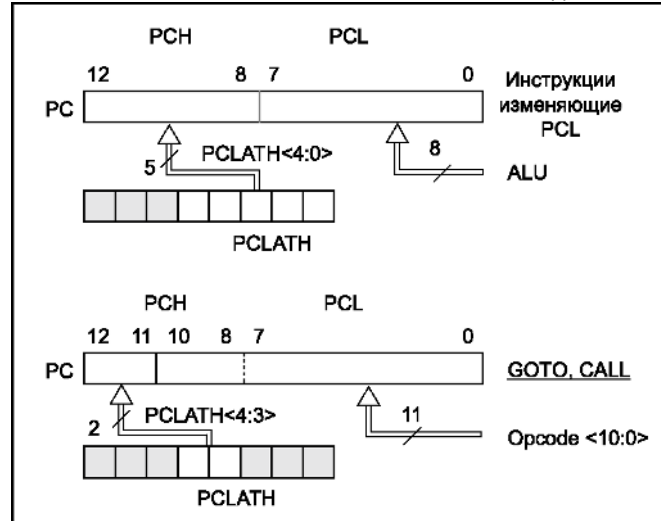 PCH PCL
12 8 7 0
PC
Инструкции
изменяющие
PCL
5 PCLATH<4:0> 8
ALU
PCLATH
PCH PCL
12 11 10 8 7 0
PC GOTO, CALL
2 PCLATH<4:3> 11
Opcode <10:0>
PCLATH